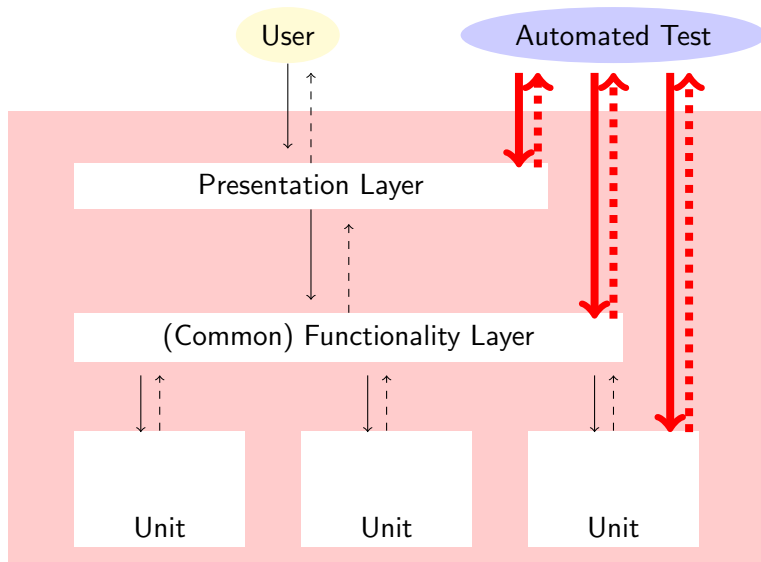 User
Automated Test
Presentation Layer
(Common) Functionality Layer
Unit
Unit
Unit